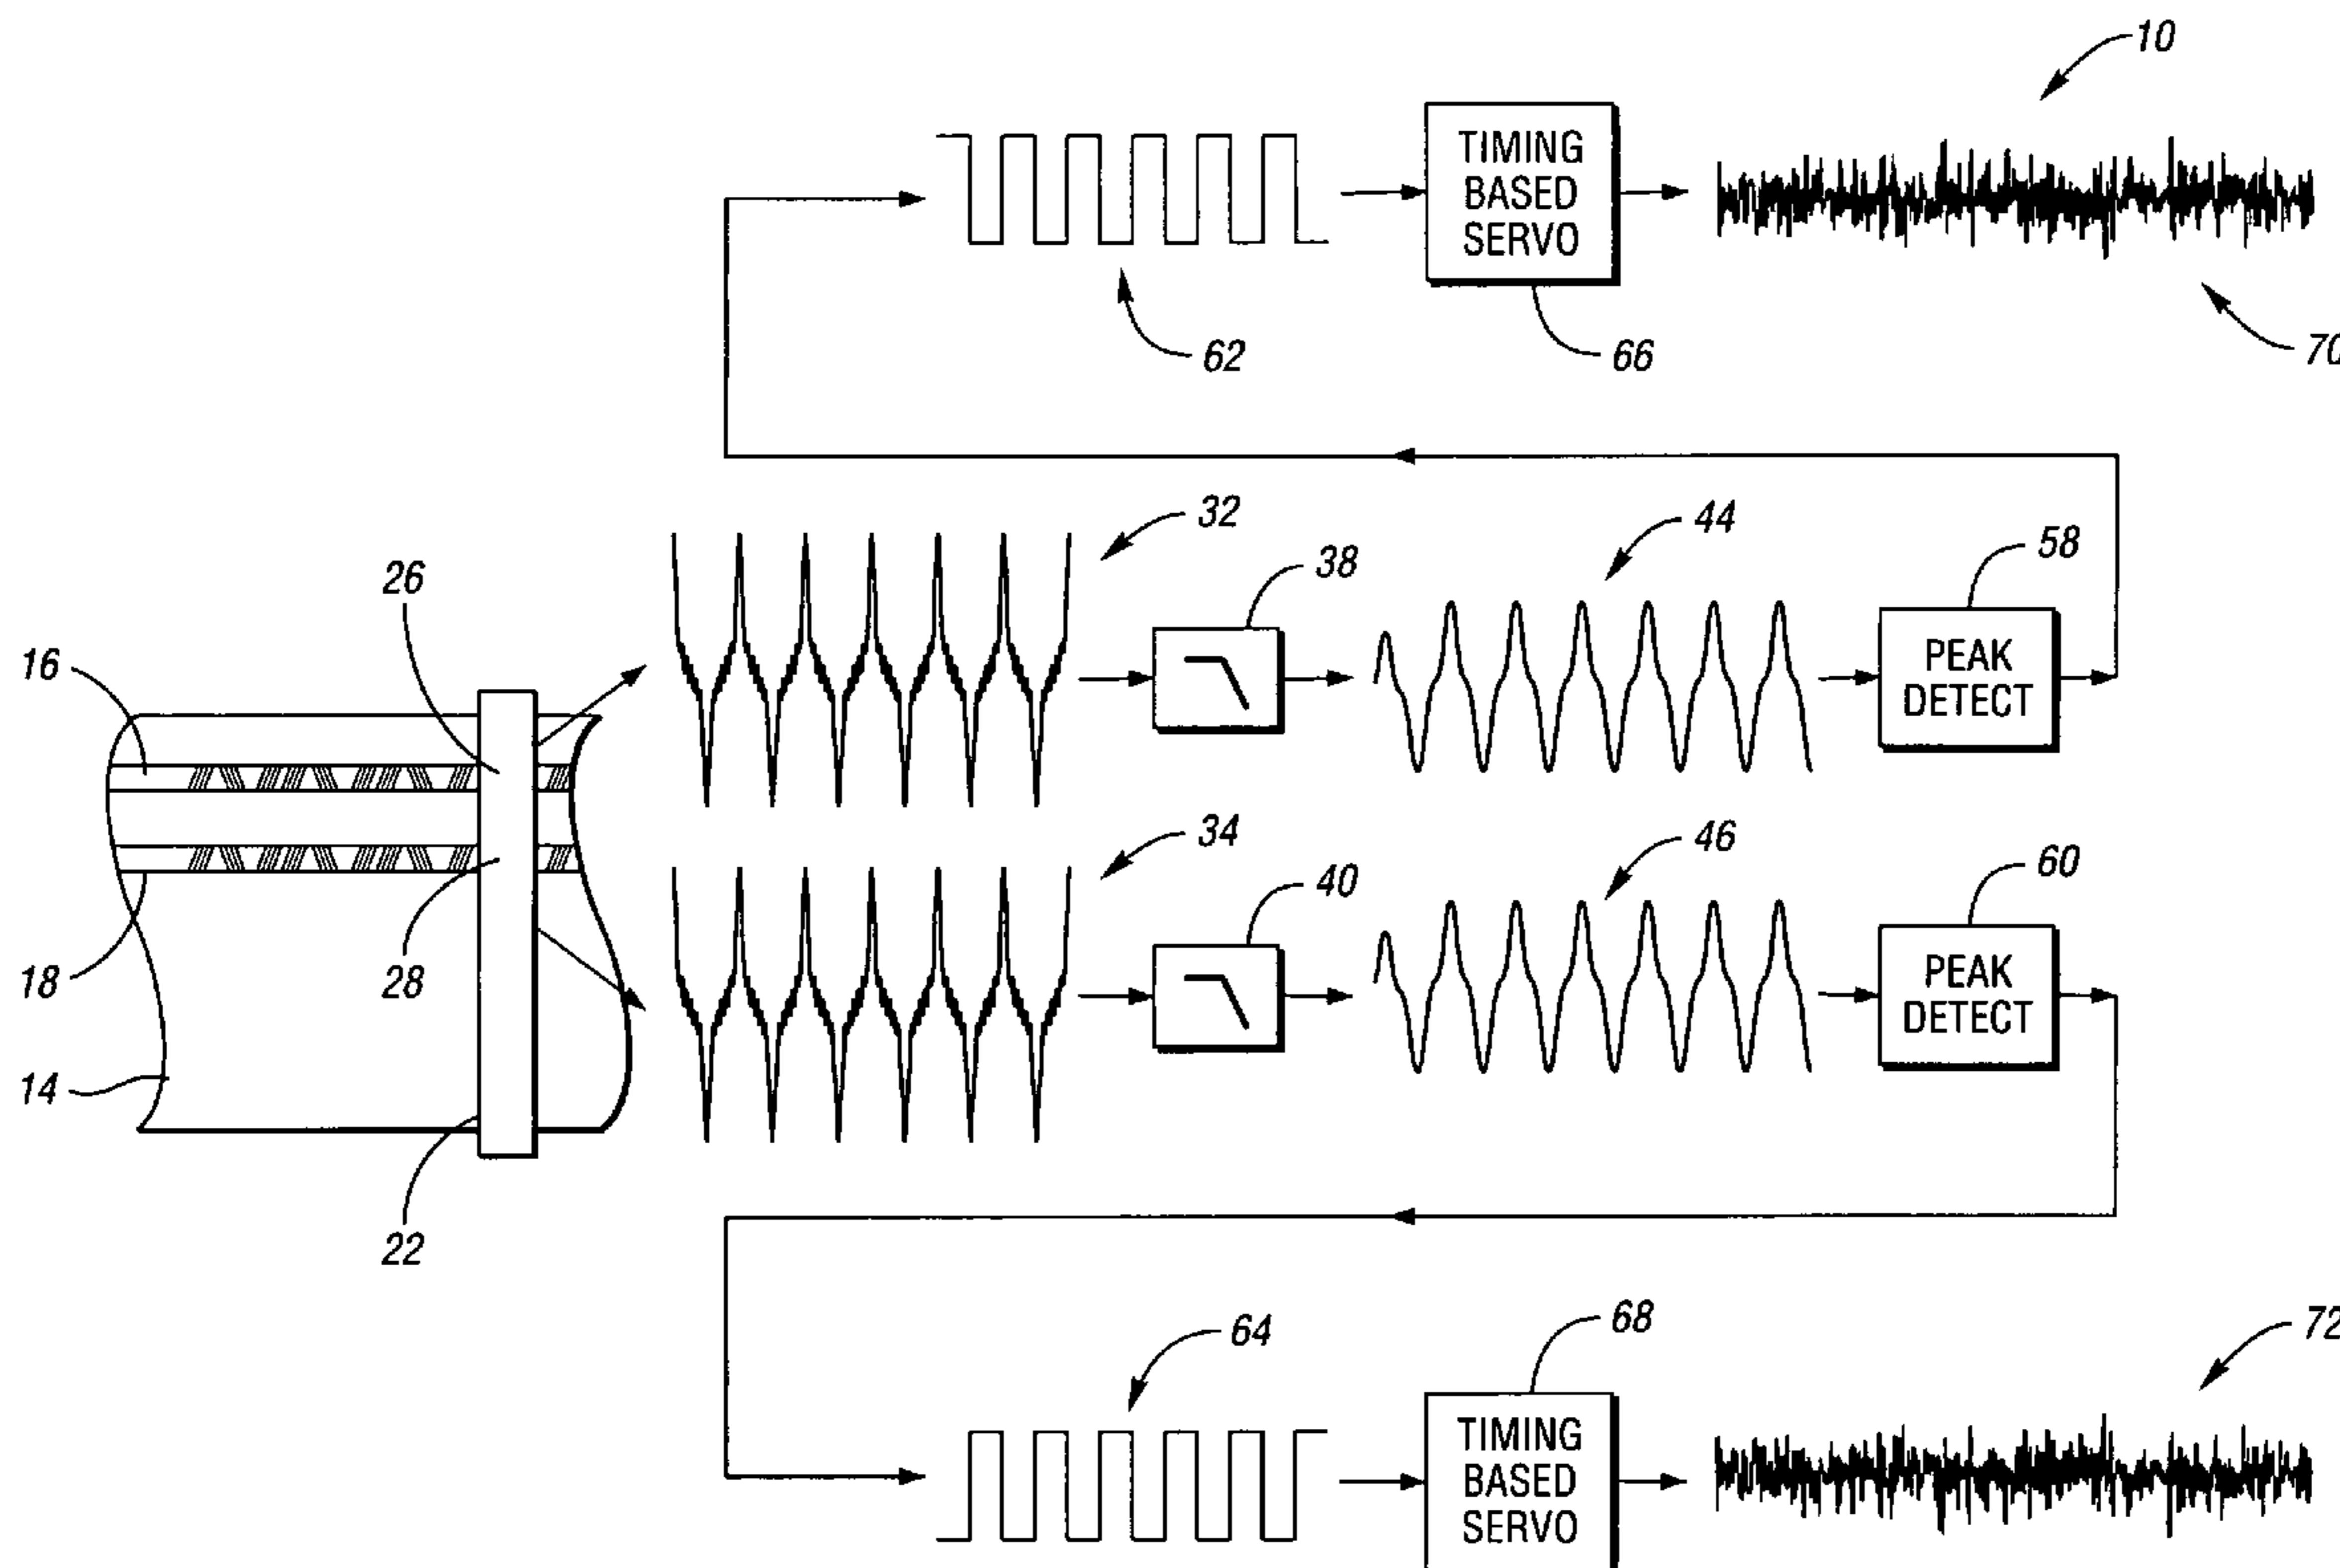 10
TIMING
BASED
SERVO
62
66
70
32
44
58
38
26
16
PEAK
DETECT
34
46
60
40
18
28
PEAK
DETECT
14
22
64
68
72
TIMING
BASED
SERVO